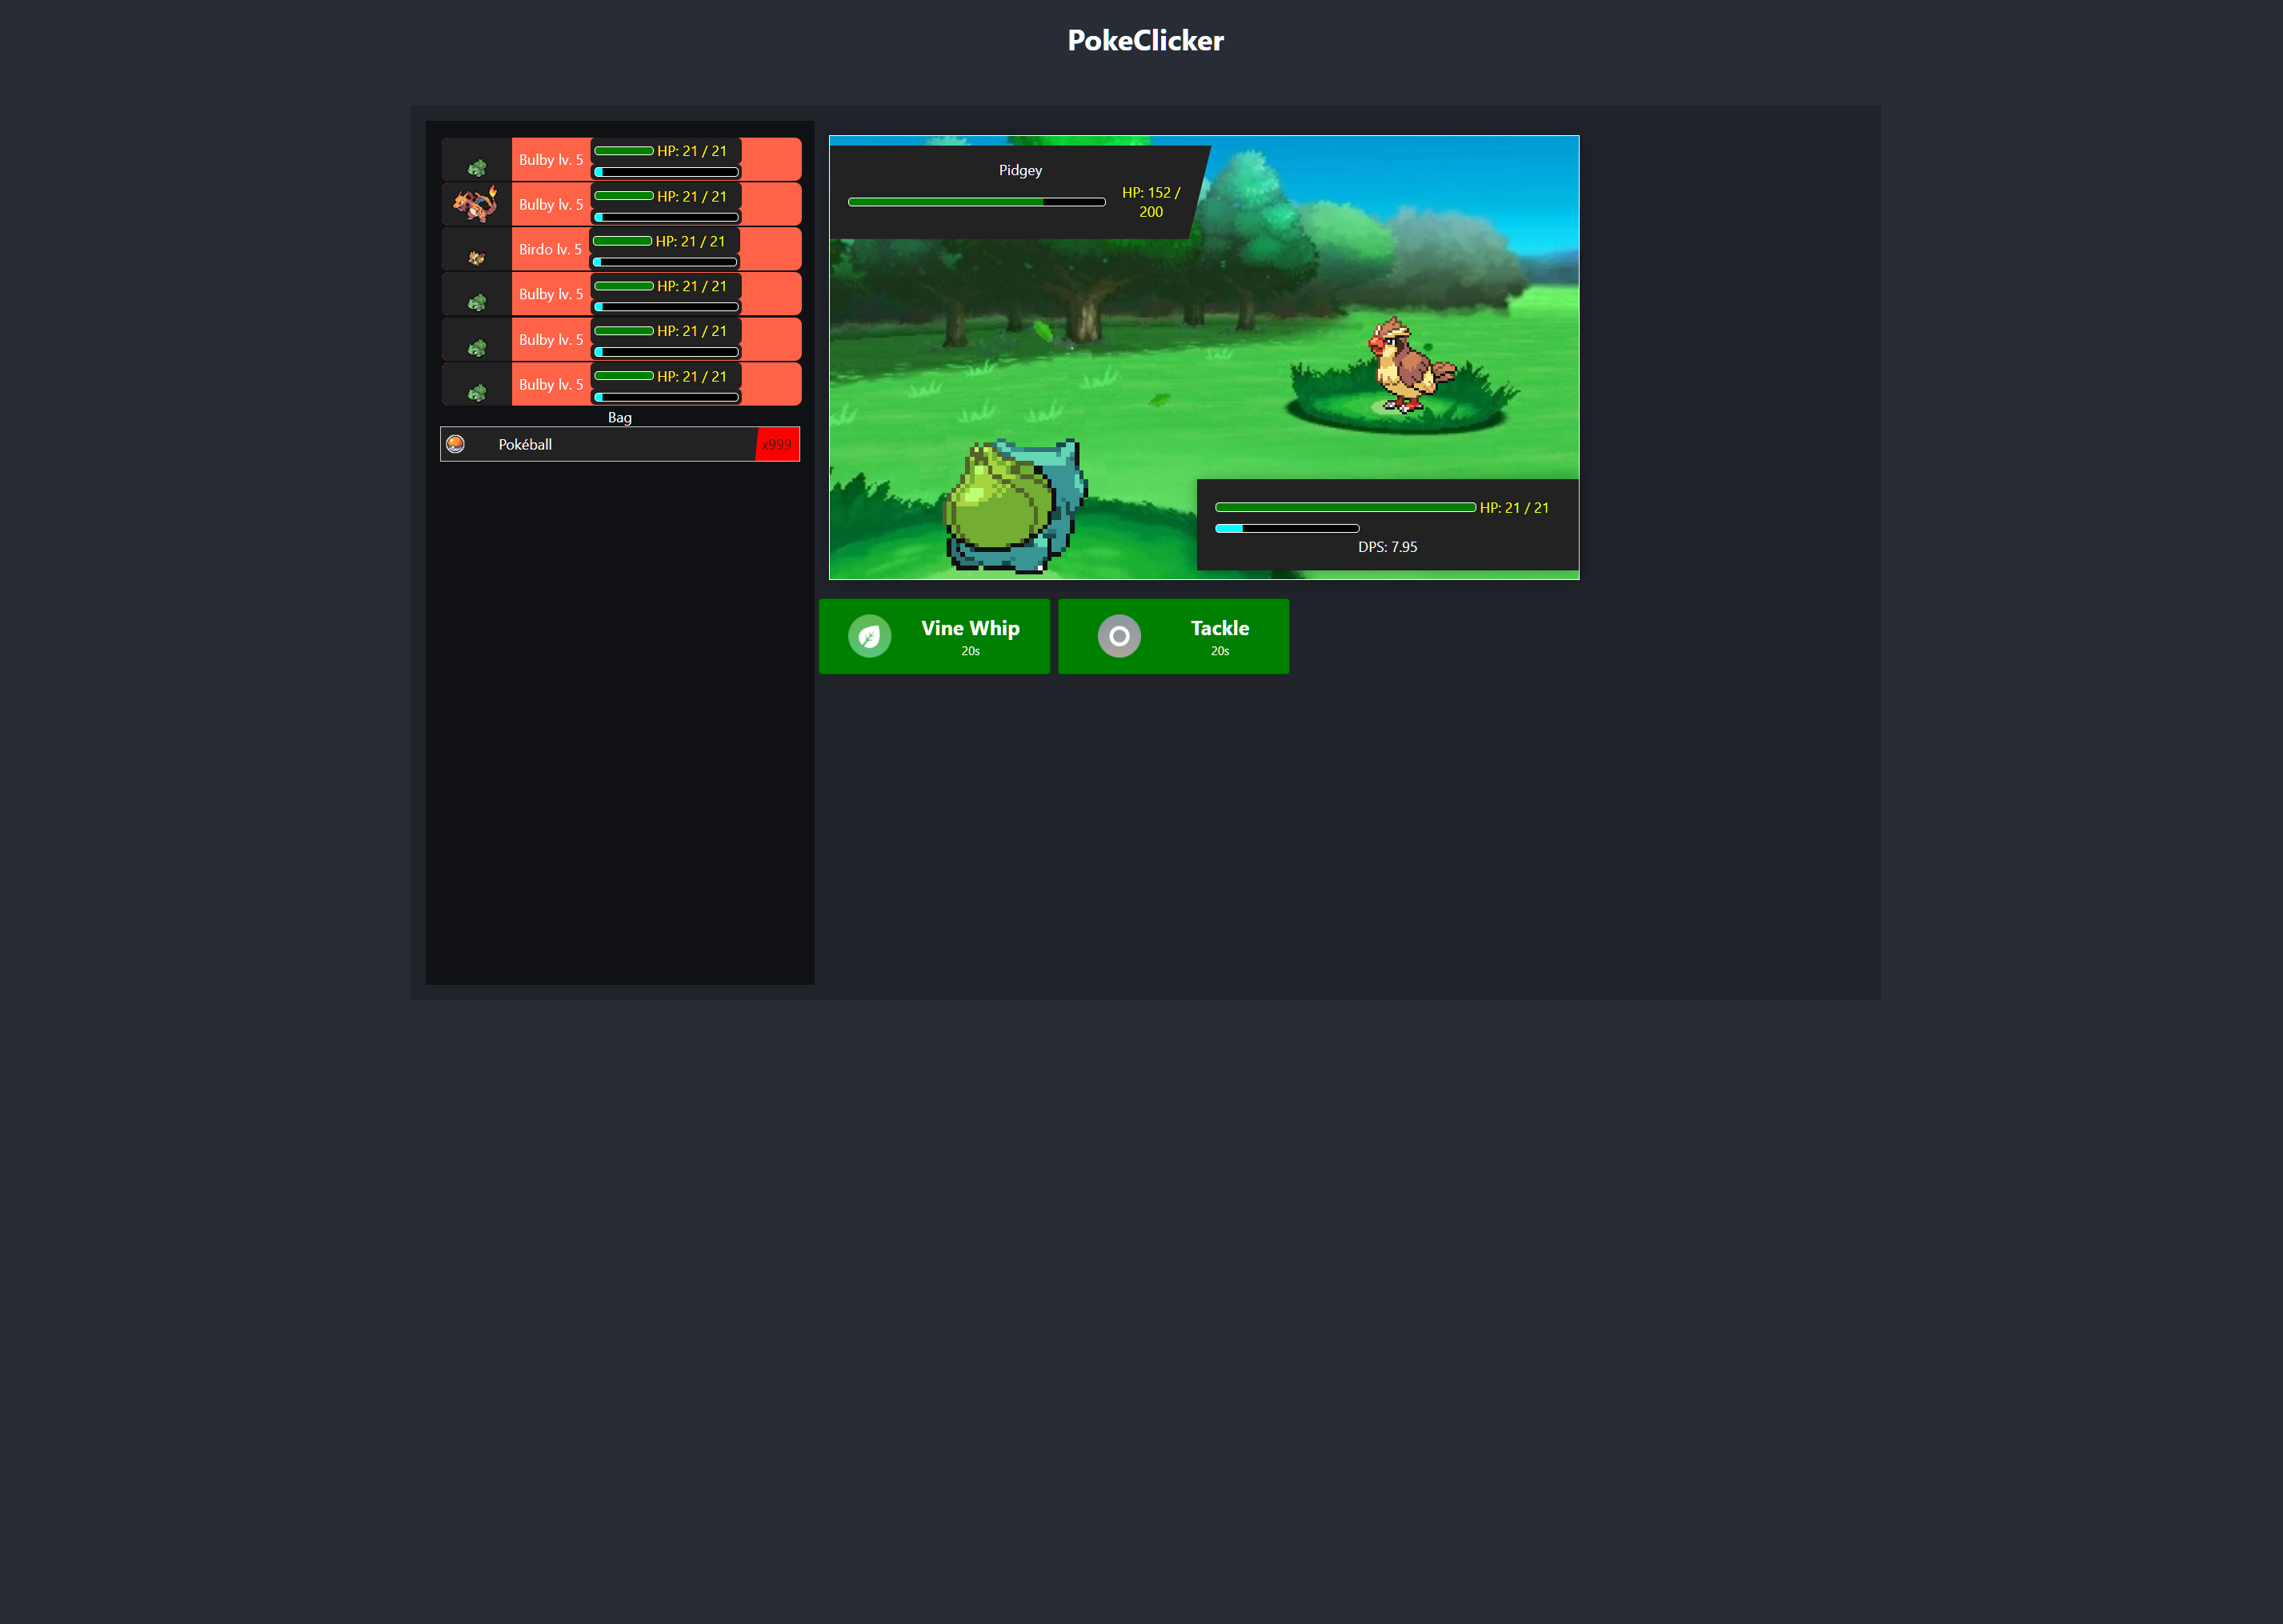 PokeClicker
Bulby lv. 5
HP: 21 / 21
Bulby lv. 5
HP: 21 / 21
Birdo lv. 5
HP: 21 / 21
Bulby lv. 5
HP: 21 / 21
Bulby lv. 5
HP: 21 / 21
Bulby lv. 5
HP: 21 / 21
Bag
Pokéball
x999
Pidgey
HP: 152 /
200
HP: 21 / 21
DPS: 7.95
Vine Whip
20s
Tackle
20s